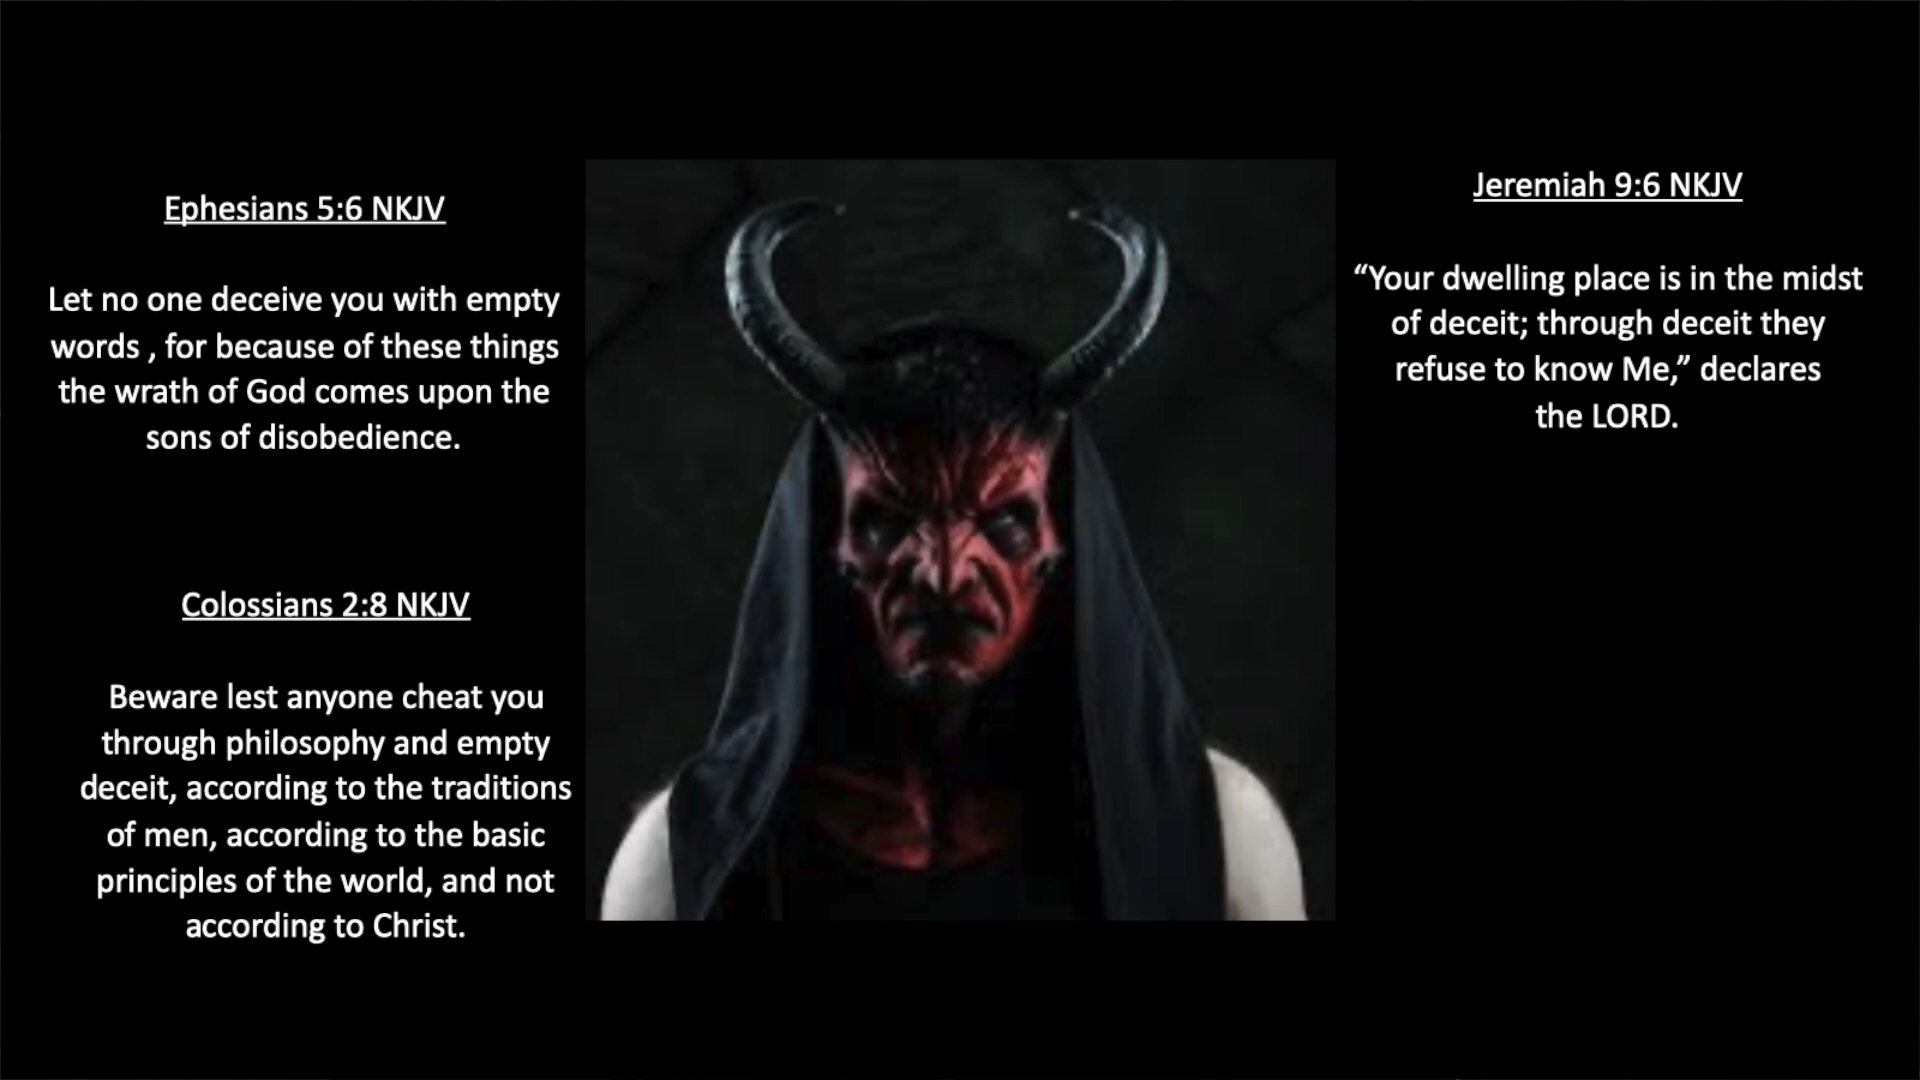 Ephesians 5:6 NKJV
Let no one deceive you with empty
words , for because of these things
the wrath of God comes upon the
sons of disobedience.
Colossians 2:8 NKJV
Beware lest anyone cheat you
through philosophy and empty
deceit, according to the traditions
of men, according to the basic
principles of the world, and not
according to Christ.
Jeremiah 9:6 NKJV
“Your dwelling place is in the midst
of deceit; through deceit they
refuse to know Me,” declares
the LORD.